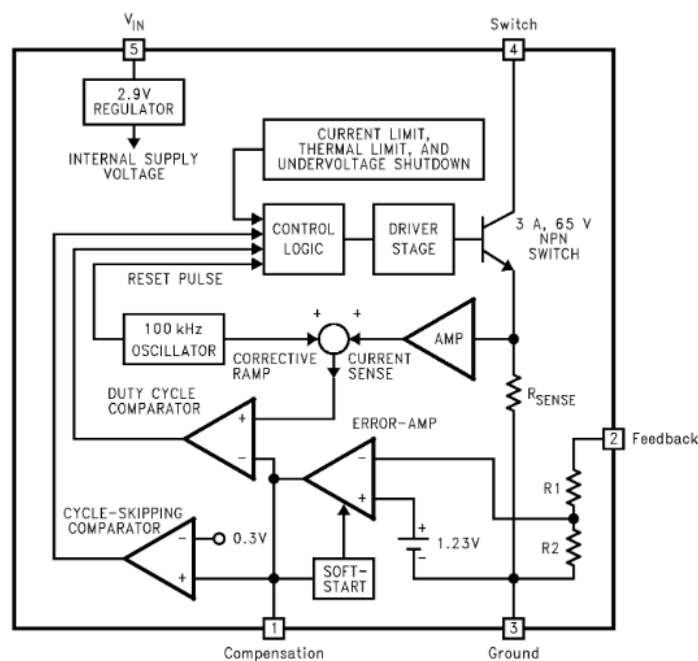 V_IN
5
Switch
4
2.9V
REGULATOR
INTERNAL SUPPLY
VOLTAGE
CURRENT LIMIT,
THERMAL LIMIT, AND
UNDERVOLTAGE SHUTDOWN
CONTROL
LOGIC
DRIVER
STAGE
3 A, 65 V
NPN
SWITCH
RESET PULSE
100 kHz
OSCILLATOR
+
+
AMP
CORRECTIVE
RAMP
CURRENT
SENSE
R_SENSE
DUTY CYCLE
COMPARATOR
+
-
ERROR-AMP
-
+
2
Feedback
R1
R2
CYCLE-SKIPPING
COMPARATOR
-
0.3V
+
SOFT-
START
+
1.23V
-
1
Compensation
3
Ground